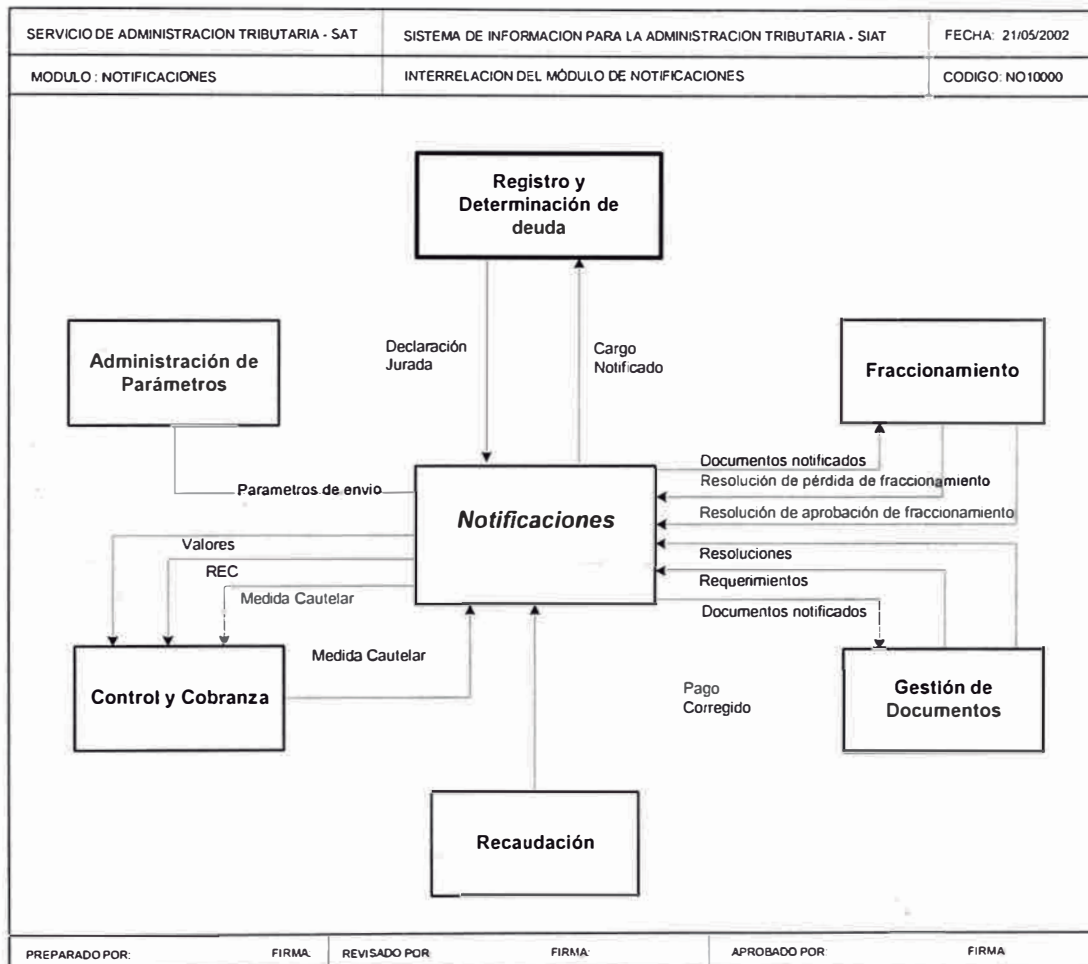 SERVICIO DE ADMINISTRACION TRIBUTARIA - SAT
SISTEMA DE INFORMACION PARA LA ADMINISTRACION TRIBUTARIA - SIAT
FECHA: 21/05/2002
MODULO : NOTIFICACIONES
INTERRELACION DEL MÓDULO DE NOTIFICACIONES
CODIGO: NO10000
Registro y
Determinación de
deuda
Declaración
Jurada
Cargo
Notificado
Administración de
Parámetros
Fraccionamiento
Parametros de envio
Notificaciones
Documentos notificados
Resolución de pérdida de fraccionamiento
Resolución de aprobación de fraccionamiento
Valores
REC
Medida Cautelar
Resoluciones
Requerimientos
Documentos notificados
Medida Cautelar
Control y Cobranza
Pago
Corregido
Gestión de
Documentos
Recaudación
PREPARADO POR:
FIRMA:
REVISADO POR
FIRMA:
APROBADO POR:
FIRMA